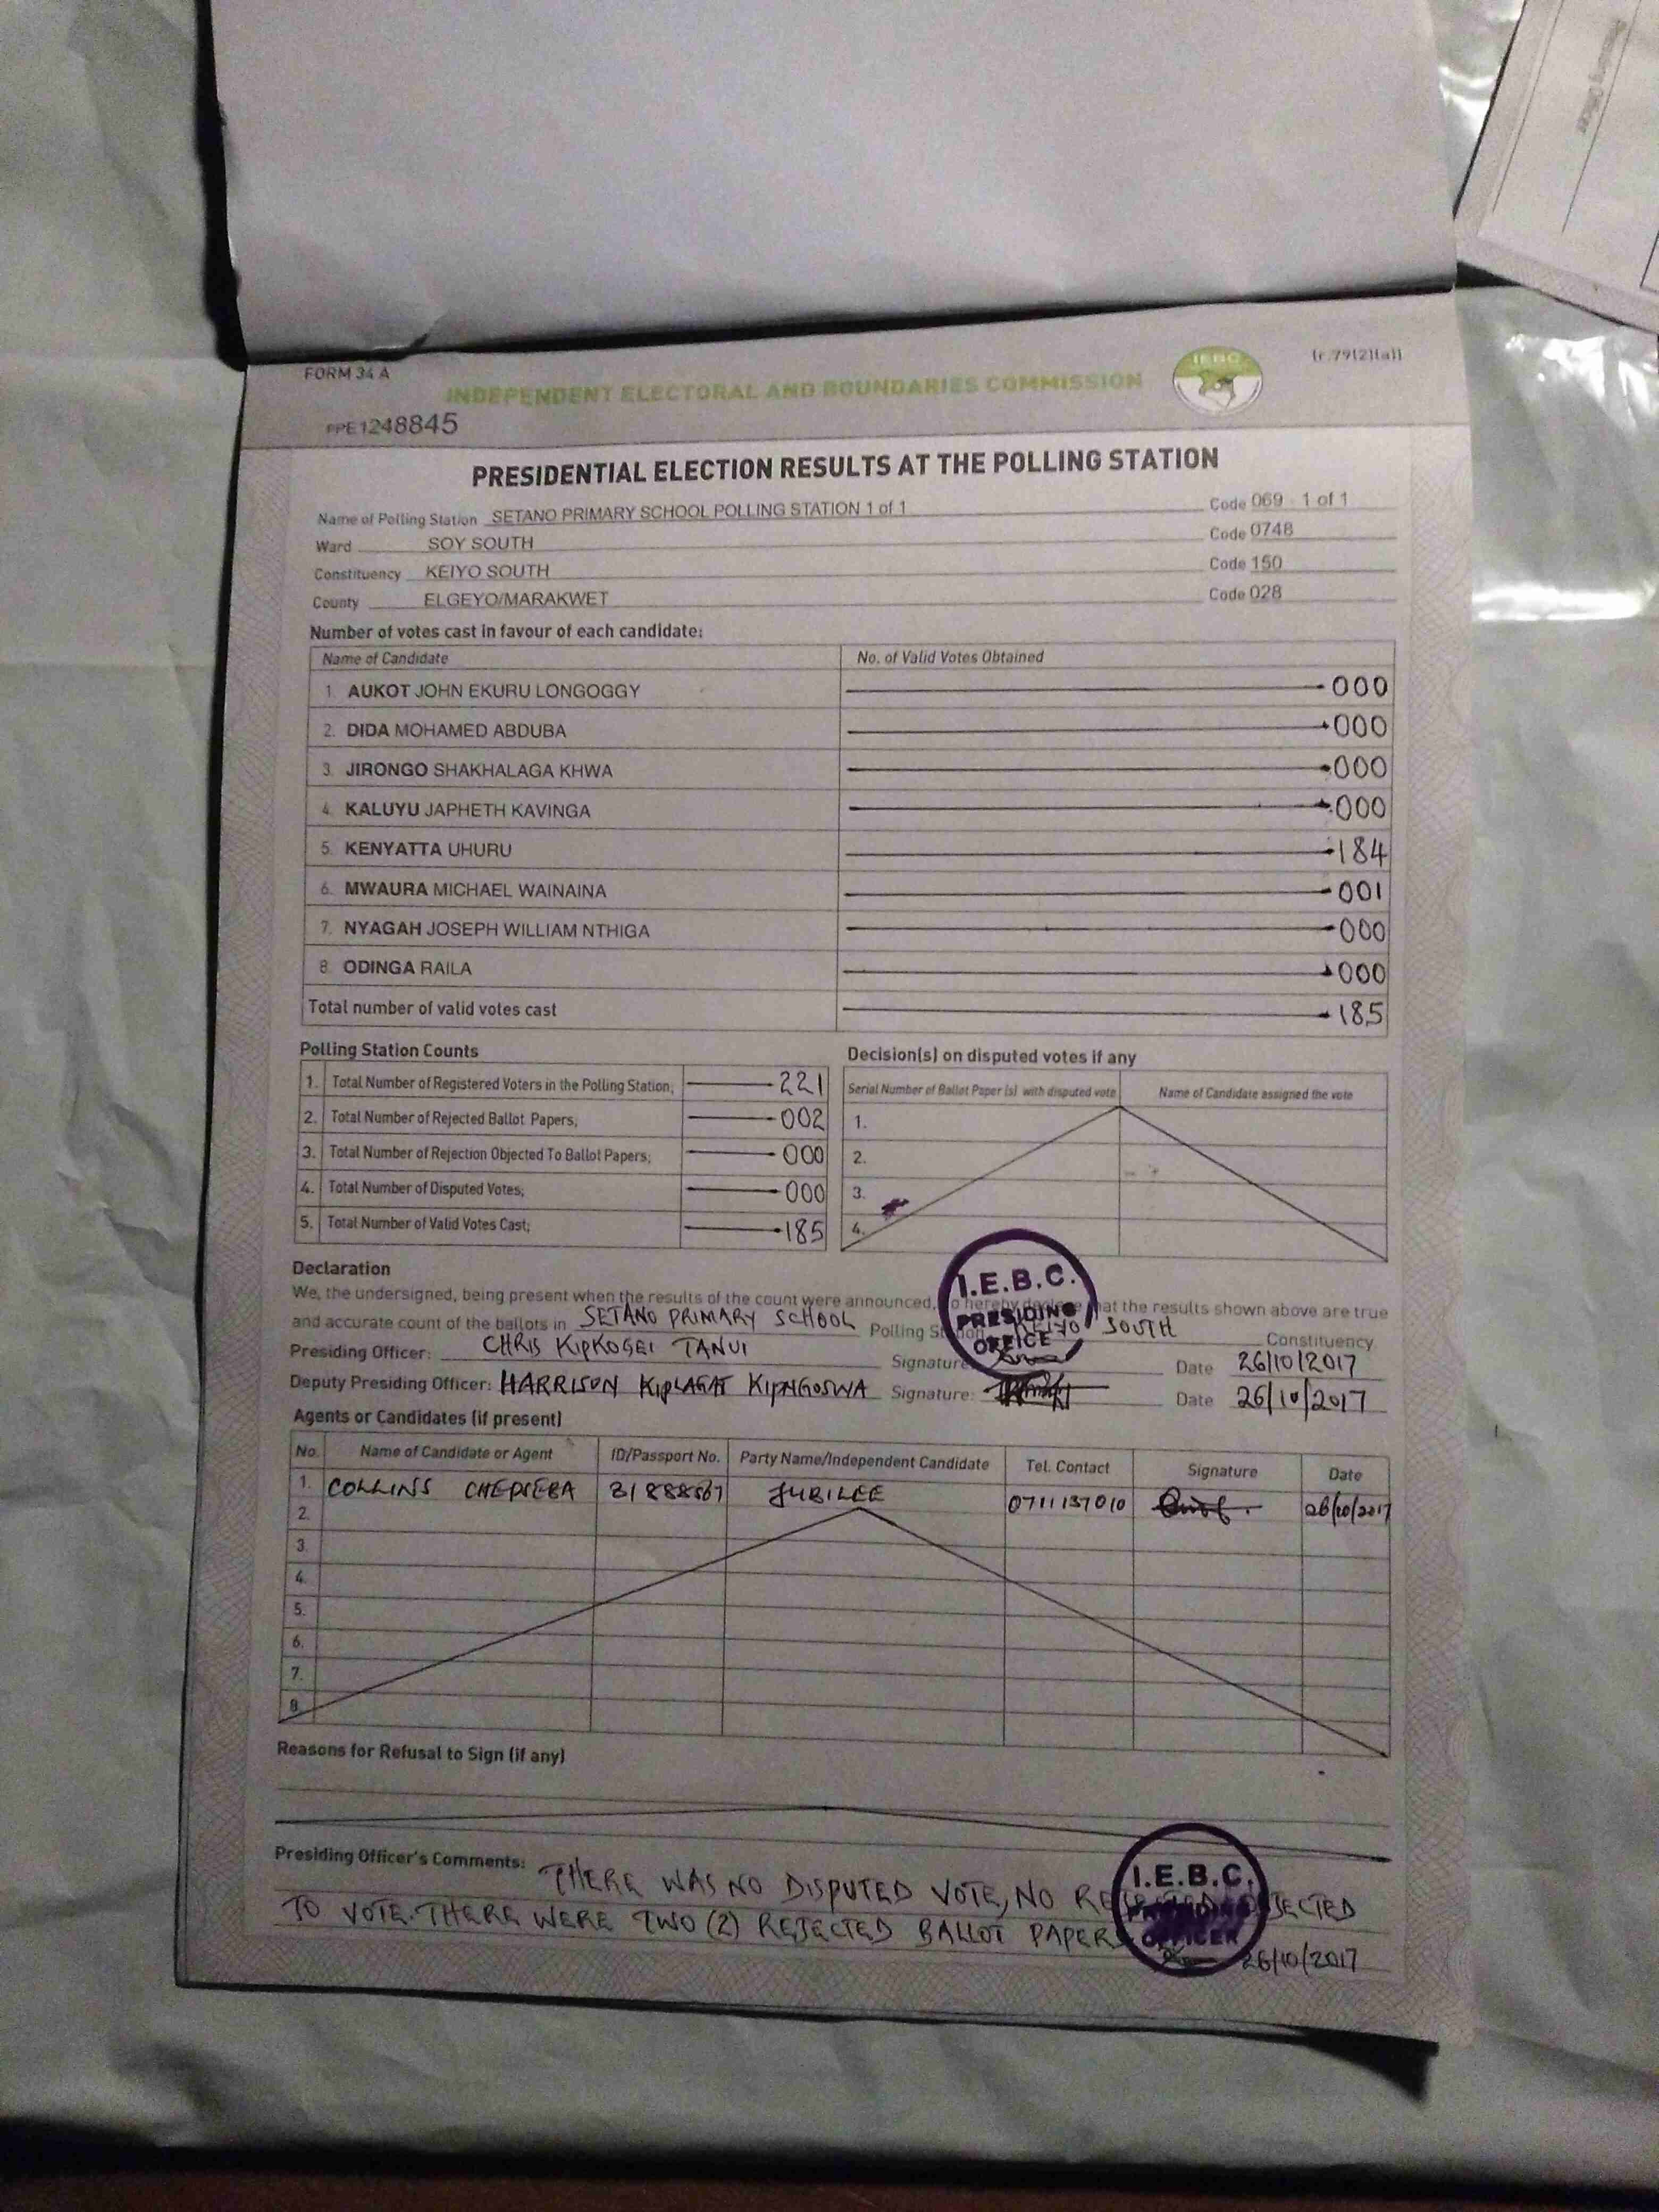 Presiding Officer
FORM 34 A
INDEPENDENT ELECTORAL AND BOUNDARIES COMMISSION
IEBC
(r.79(2)(a))
PPE1248845
PRESIDENTIAL ELECTION RESULTS AT THE POLLING STATION
Name of Polling Station SETANO PRIMARY SCHOOL POLLING STATION 1 of 1 Code 069 - 1 of 1
Ward SOY SOUTH Code 0748
Constituency KEIYO SOUTH Code 150
County ELGEYO/MARAKWET Code 028
Number of votes cast in favour of each candidate:
Name of Candidate No. of Valid Votes Obtained
1. AUKOT JOHN EKURU LONGOGGY 000
2. DIDA MOHAMED ABDUBA 000
3. JIRONGO SHAKHALAGA KHWA 000
4. KALUYU JAPHETH KAVINGA 000
5. KENYATTA UHURU 184
6. MWAURA MICHAEL WAINAINA 001
7. NYAGAH JOSEPH WILLIAM NTHIGA 000
8. ODINGA RAILA 000
Total number of valid votes cast 185
Polling Station Counts
1. Total Number of Registered Voters in the Polling Station; 221
2. Total Number of Rejected Ballot Papers; 002
3. Total Number of Rejection Objected To Ballot Papers; 000
4. Total Number of Disputed Votes; 000
5. Total Number of Valid Votes Cast; 185
Decision(s) on disputed votes if any
Serial Number of Ballot Paper (s) with disputed vote Name of Candidate assigned the vote
1.
2.
3.
4.
Declaration
We, the undersigned, being present when the results of the count were announced, do hereby declare that the results shown above are true
and accurate count of the ballots in SETANO PRIMARY SCHOOL Polling Station KEIYO SOUTH Constituency
I.E.B.C. PRESIDING OFFICE
Presiding Officer: CHRIS KIPKOGEI TANUI Signature Date 26/10/2017
Deputy Presiding Officer: HARRISON KIPLAGAT KIPNGOSWA Signature: Date 26/10/2017
Agents or Candidates (if present)
No. Name of Candidate or Agent ID/Passport No. Party Name/Independent Candidate Tel. Contact Signature Date
1. COLLINS JUBILEE 0711137010 26/10/2017
2.
3.
4.
5.
6.
7.
8.
Reasons for Refusal to Sign (if any)
Presiding Officer's Comments: THERE WAS NO DISPUTED VOTE, NO
TO VOTE. THERE WERE TWO (2) REJECTED BALLOT PAPERS
I.E.B.C. PRESIDING OFFICER
26/10/2017